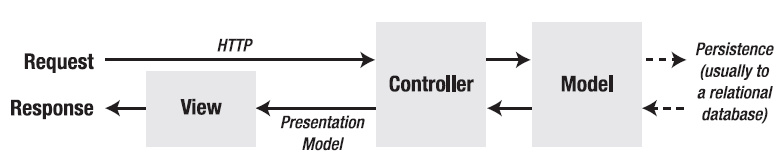 HTTP
Request
Response
View
Presentation
Model
Controller
Model
Persistence
(usually to
a relational
database)